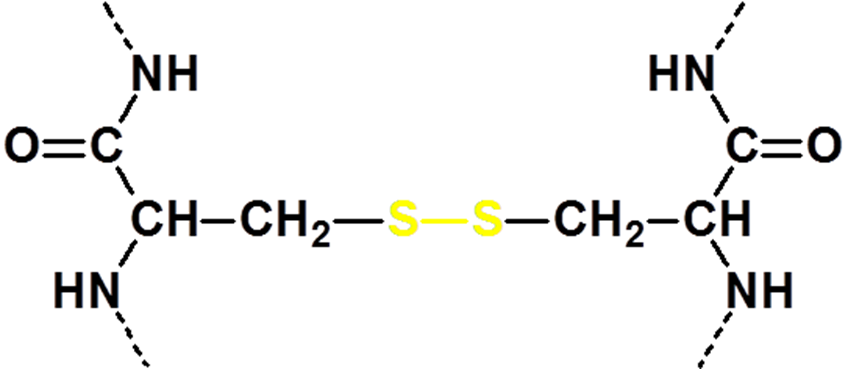 NH HN
O=C C=O
CH–CH₂–S–S–CH₂–CH
HN NH